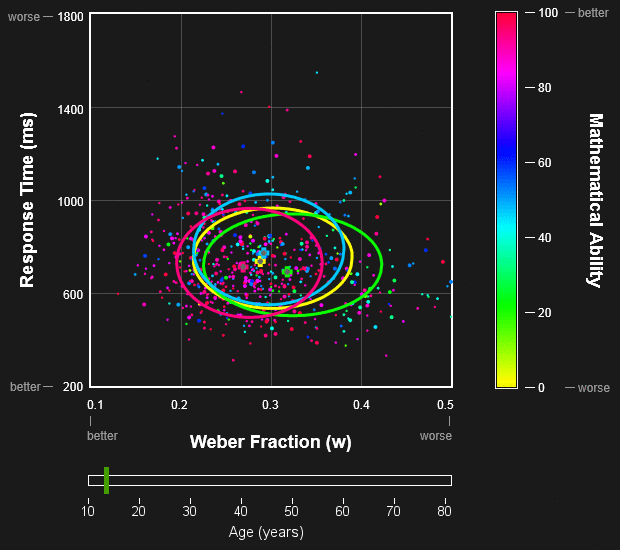 worse
1800
1400
1000
600
better
200
Response Time (ms)
0.1
0.2
0.3
0.4
0.5
better
worse
Weber Fraction (w)
100
better
80
60
40
20
0
worse
Mathematical Ability
10
20
30
40
50
60
70
80
Age (years)